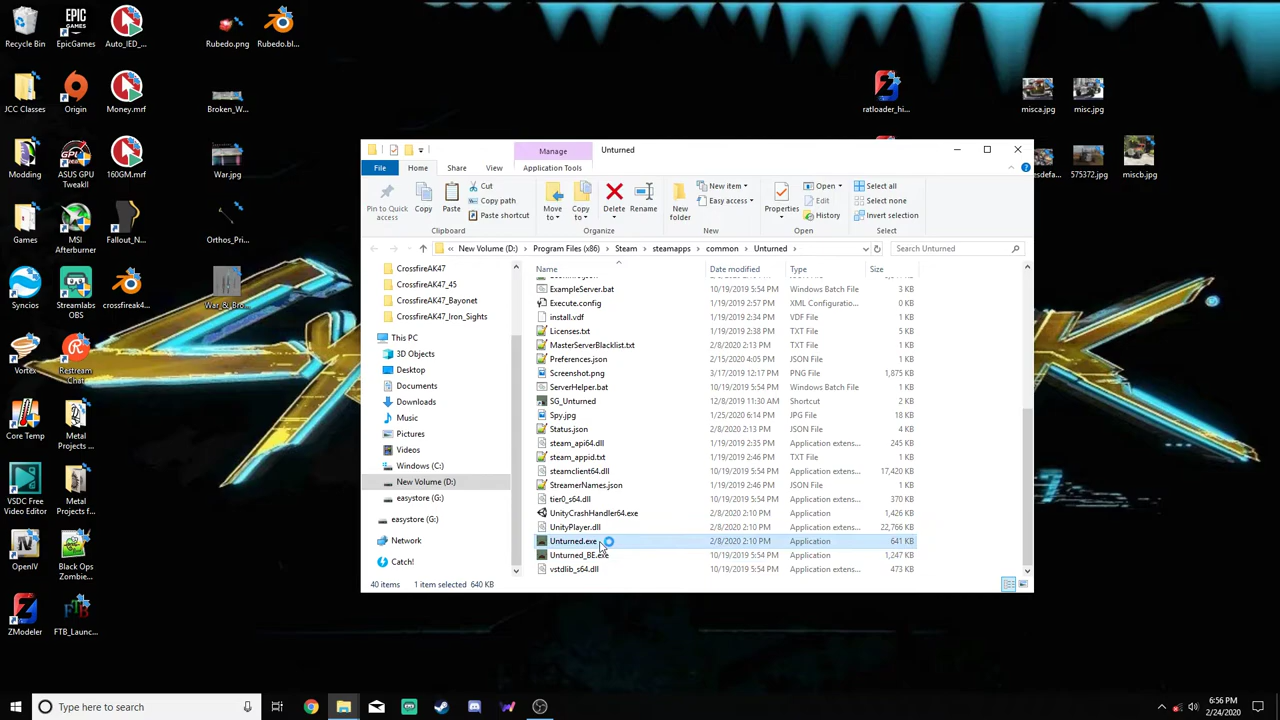 Recycle Bin
EpicGames
Auto_IED_...
Rubedo.png
Rubedo.bl...
JCC Classes
Origin
Money.mrf
Broken_W...
ratloader_hi...
misca.jpg
misc.jpg
Modding
ASUS GPU TweakII
160GM.mrf
War.jpg
575372.jpg
miscb.jpg
Games
MSI Afterburner
Fallout_N...
Orthos_Pri...
Syncios
Streamlabs OBS
crossfireak4...
War_&_Bro...
Vortex
Restream Chat
Core Temp
Metal Projects ...
VSDC Free Video Editor
Metal Projects f...
OpenIV
Black Ops Zombie...
ZModeler
FTB_Launc...
Manage
Unturned
File
Home
Share
View
Application Tools
Pin to Quick access
Copy
Paste
Cut
Copy path
Paste shortcut
Clipboard
Move to
Copy to
Delete
Rename
Organize
New folder
New item
Easy access
New
Properties
Open
Edit
History
Open
Select all
Select none
Invert selection
Select
« New Volume (D:) › Program Files (x86) › Steam › steamapps › common › Unturned ›
Search Unturned
CrossfireAK47
CrossfireAK47_45
CrossfireAK47_Bayonet
CrossfireAK47_Iron_Sights
This PC
3D Objects
Desktop
Documents
Downloads
Music
Pictures
Videos
Windows (C:)
New Volume (D:)
easystore (G:)
easystore (G:)
Network
Catch!
Name Date modified Type Size
ExampleServer.bat 10/19/2019 5:54 PM Windows Batch File 3 KB
Execute.config 1/19/2019 2:57 PM XML Configuratio... 0 KB
install.vdf 1/19/2019 2:34 PM VDF File 1 KB
Licenses.txt 1/19/2019 2:38 PM TXT File 5 KB
MasterServerBlacklist.txt 2/8/2020 2:13 PM TXT File 1 KB
Preferences.json 2/15/2020 4:05 PM JSON File 1 KB
Screenshot.png 3/17/2019 12:17 PM PNG File 1,875 KB
ServerHelper.bat 10/19/2019 5:54 PM Windows Batch File 1 KB
SG_Unturned 12/8/2019 11:30 AM Shortcut 2 KB
Spy.jpg 1/25/2020 6:14 PM JPG File 18 KB
Status.json 2/8/2020 2:13 PM JSON File 4 KB
steam_api64.dll 1/19/2019 2:35 PM Application extens... 245 KB
steam_appid.txt 1/19/2019 2:46 PM TXT File 1 KB
steamclient64.dll 10/19/2019 5:54 PM Application extens... 17,420 KB
StreamerNames.json 1/19/2019 2:46 PM JSON File 1 KB
tier0_s64.dll 10/19/2019 5:54 PM Application extens... 370 KB
UnityCrashHandler64.exe 2/8/2020 2:10 PM Application 1,426 KB
UnityPlayer.dll 2/8/2020 2:10 PM Application extens... 22,766 KB
Unturned.exe 2/8/2020 2:10 PM Application 641 KB
Unturned_BE.exe 10/19/2019 5:54 PM Application 1,247 KB
vstdlib_s64.dll 10/19/2019 5:54 PM Application extens... 473 KB
40 items 1 item selected 640 KB
Type here to search
6:56 PM
2/24/2020